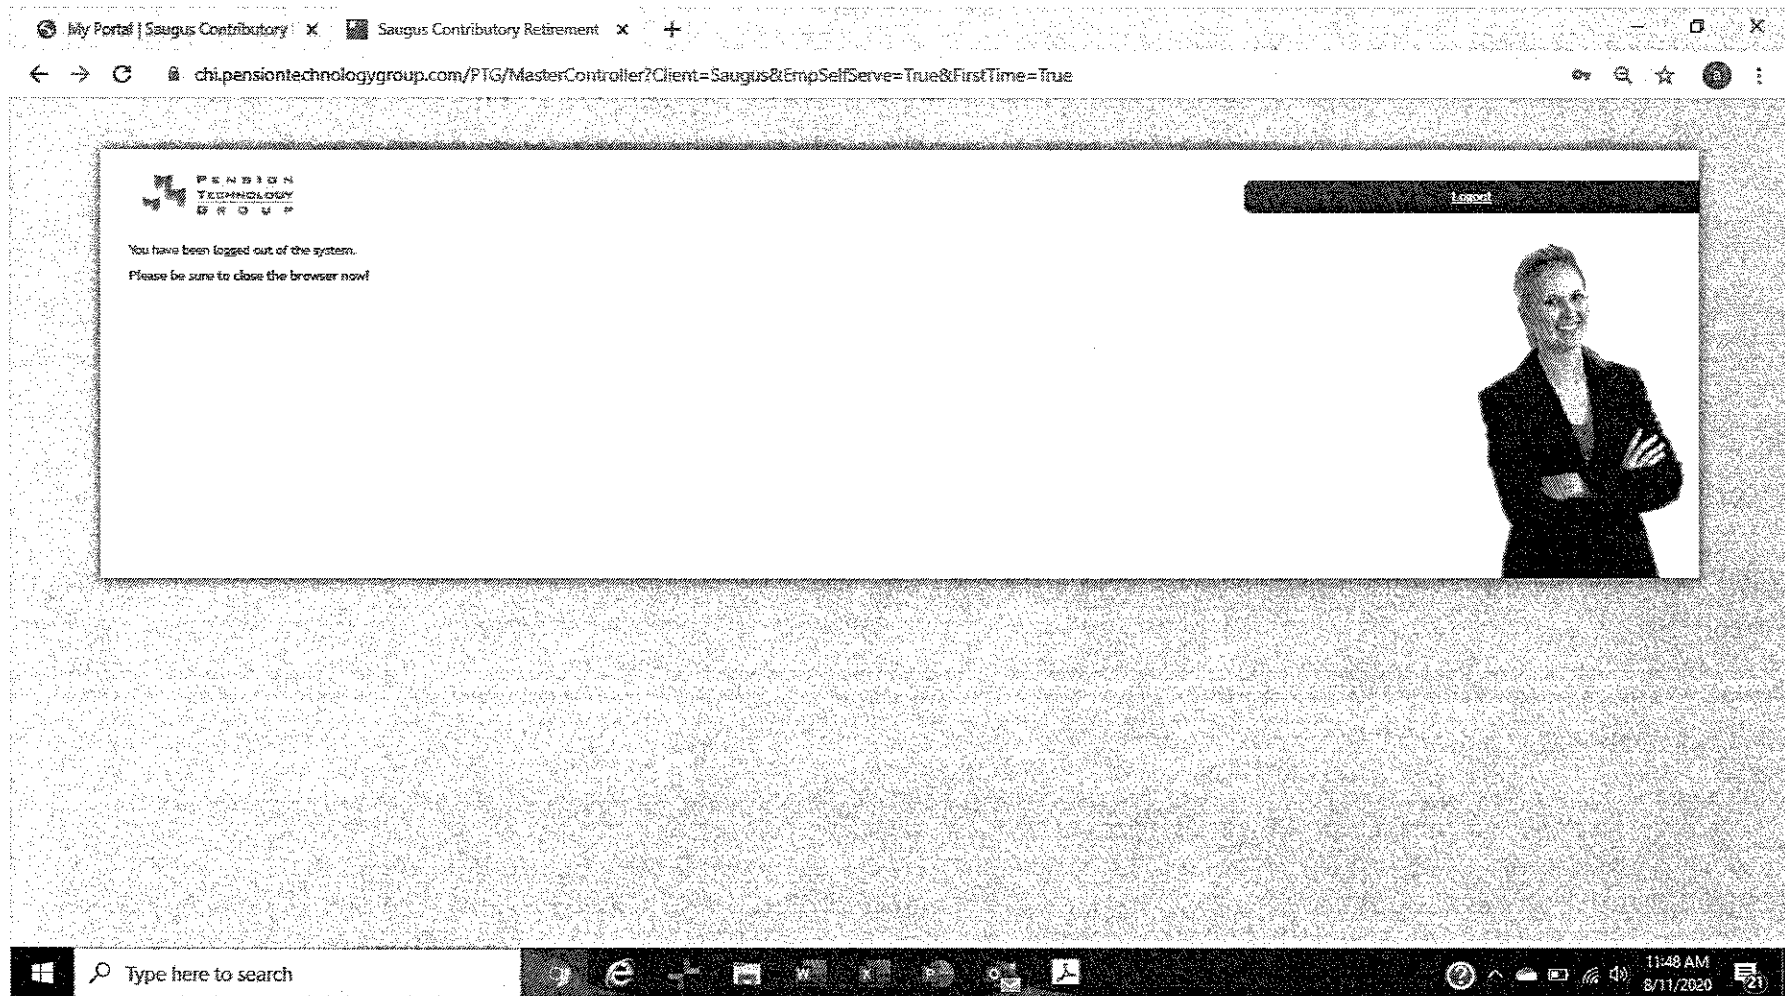 My Portal | Saugus Contributory
Saugus Contributory Retirement
chi.pensiontechnologygroup.com/PTG/MasterController?Client=Saugus&EmpSelfServe=True&FirstTime=True
a
PENSION
TECHNOLOGY
GROUP
Logout
You have been logged out of the system.
Please be sure to close the browser now!
Type here to search
11:48 AM
8/11/2020
21